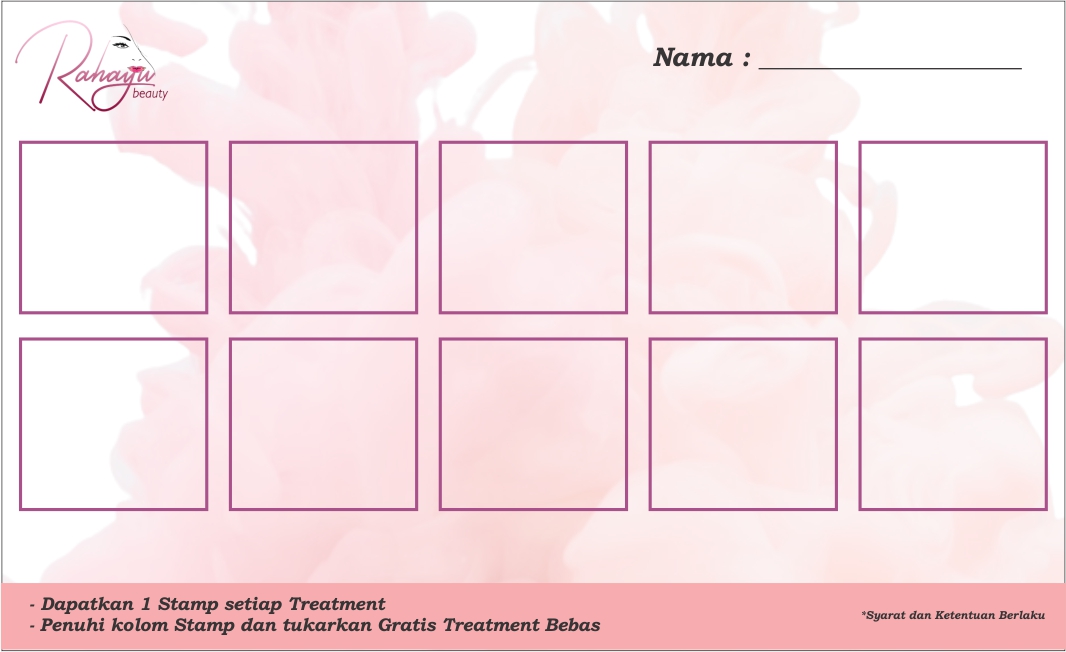 Rahayu
beauty
Nama : ____________________
- Dapatkan 1 Stamp setiap Treatment
- Penuhi kolom Stamp dan tukarkan Gratis Treatment Bebas
*Syarat dan Ketentuan Berlaku